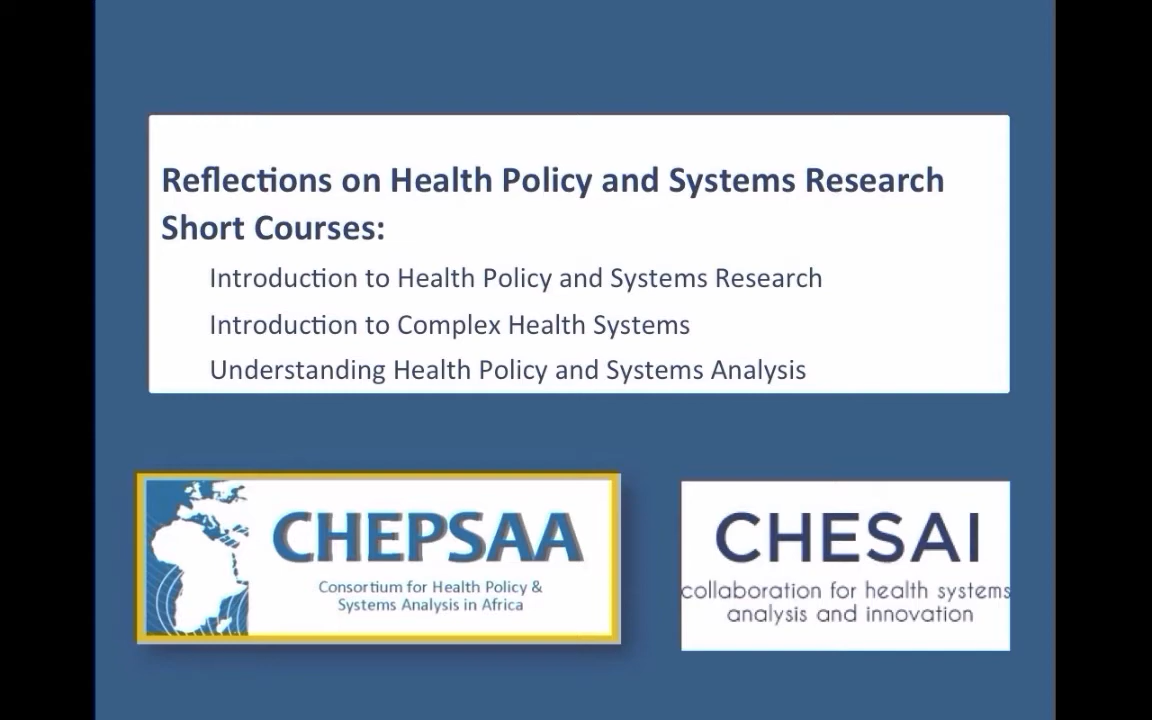 Reflections on Health Policy and Systems Research
Short Courses:
Introduction to Health Policy and Systems Research
Introduction to Complex Health Systems
Understanding Health Policy and Systems Analysis
CHEPSAA
Consortium for Health Policy &
Systems Analysis in Africa
CHESAI
collaboration for health systems
analysis and innovation